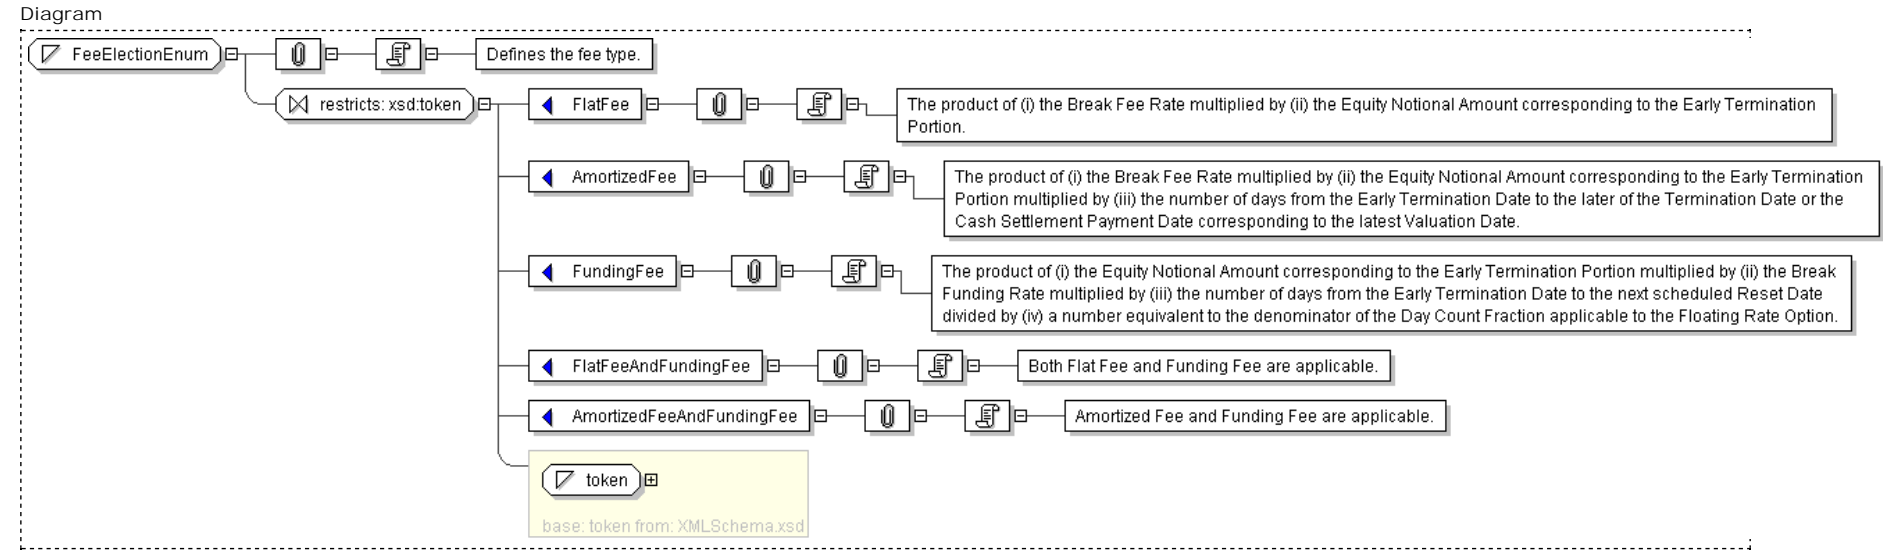 Diagram
FeeElectionEnum
Defines the fee type.
restricts: xsd:token
FlatFee
The product of (i) the Break Fee Rate multiplied by (ii) the Equity Notional Amount corresponding to the Early Termination
Portion.
AmortizedFee
The product of (i) the Break Fee Rate multiplied by (ii) the Equity Notional Amount corresponding to the Early Termination
Portion multiplied by (iii) the number of days from the Early Termination Date to the later of the Termination Date or the
Cash Settlement Payment Date corresponding to the latest Valuation Date.
FundingFee
The product of (i) the Equity Notional Amount corresponding to the Early Termination Portion multiplied by (ii) the Break
Funding Rate multiplied by (iii) the number of days from the Early Termination Date to the next scheduled Reset Date
divided by (iv) a number equivalent to the denominator of the Day Count Fraction applicable to the Floating Rate Option.
FlatFeeAndFundingFee
Both Flat Fee and Funding Fee are applicable.
AmortizedFeeAndFundingFee
Amortized Fee and Funding Fee are applicable.
token
base: token from: XMLSchema.xsd